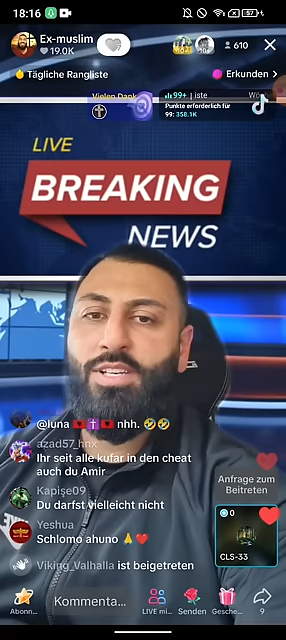 18:16
Ex-muslim
19.0K
610
Tägliche Rangliste
Erkunden
Vielen Dank
99+ | iste
Punkte erforderlich für
99: 358.1K
LIVE
BREAKING
NEWS
@luna nhh.
azad57_hnx
Ihr seit alle kufar in den cheat
auch du Amir
Kapişe09
Du darfst vielleicht nicht
Yeshua
Schlomo ahuno
Viking_Valhalla ist beigetreten
Anfrage zum
Beitreten
0
CLS-33
Abonn...
Kommenta...
LIVE mi...
Senden
Gesche...
9